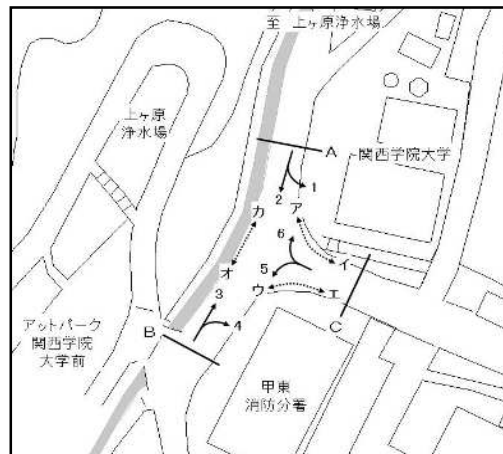 至 上ヶ原浄水場
上ヶ原
浄水場
A
関西学院大学
1
2
カ
ア
6
イ
オ
5
ウ
エ
3
B
4
C
アットパーク
関西学院
大学前
甲東
消防分署